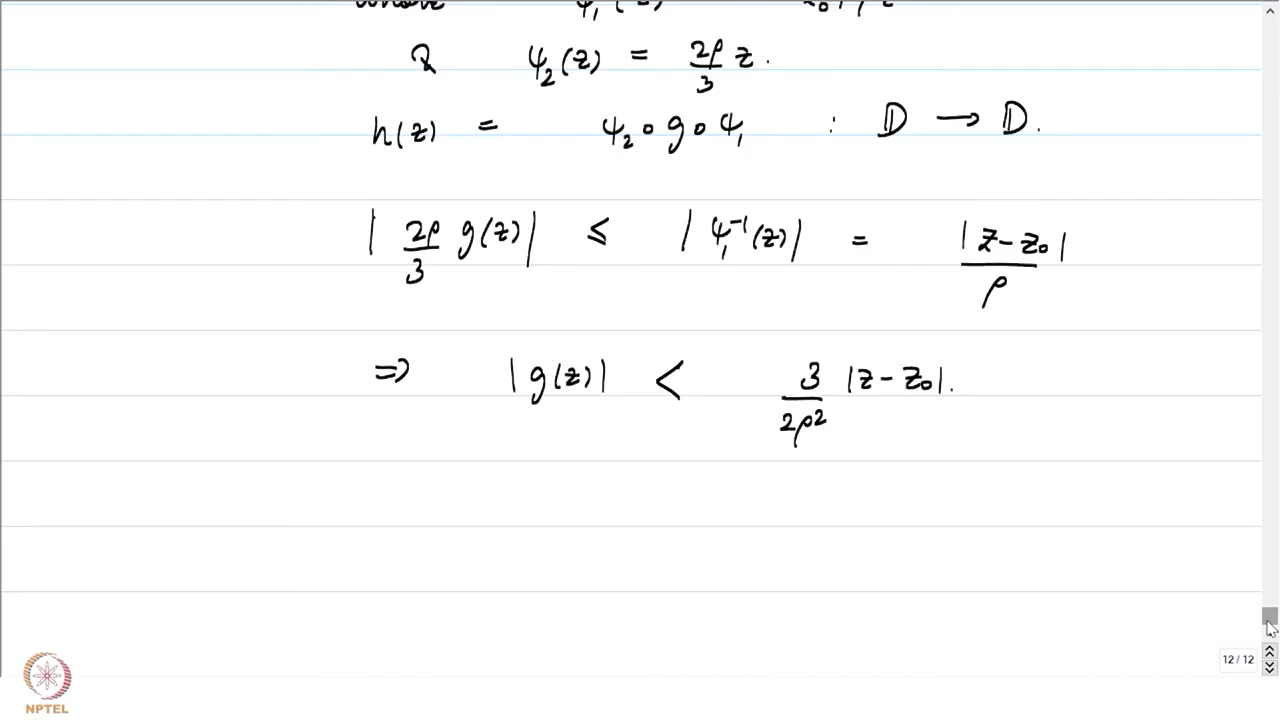 & ψ₂(z) = 2ρ/3 z.
h(z) = ψ₂∘g∘ψ₁ : 𝔻 → 𝔻.
| 2ρ/3 g(z) | ≤ | ψ₁⁻¹(z) | = |z-z₀|/ρ
⇒ |g(z)| < 3/2ρ² |z-z₀|.
12 / 12
NPTEL